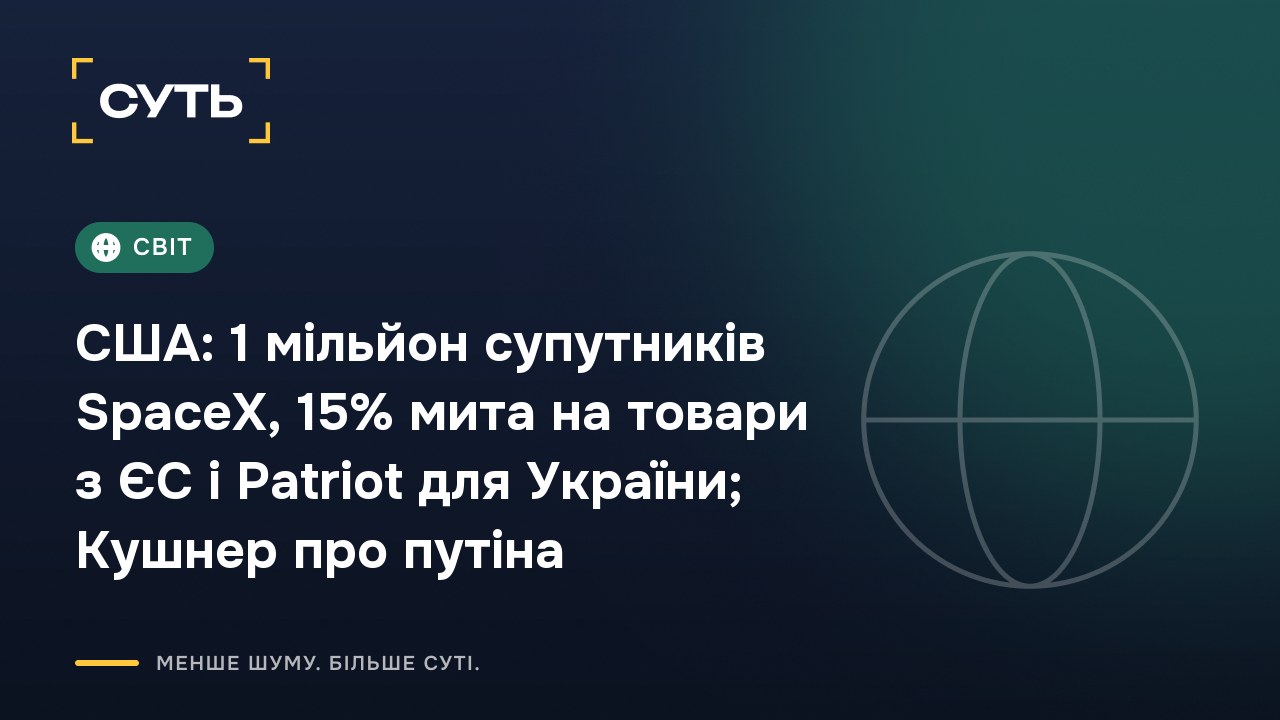 СУТЬ
СВІТ
США: 1 мільйон супутників
SpaceX, 15% мита на товари
з ЄС і Patriot для України;
Кушнер про путіна
МЕНШЕ ШУМУ. БІЛЬШЕ СУТІ.